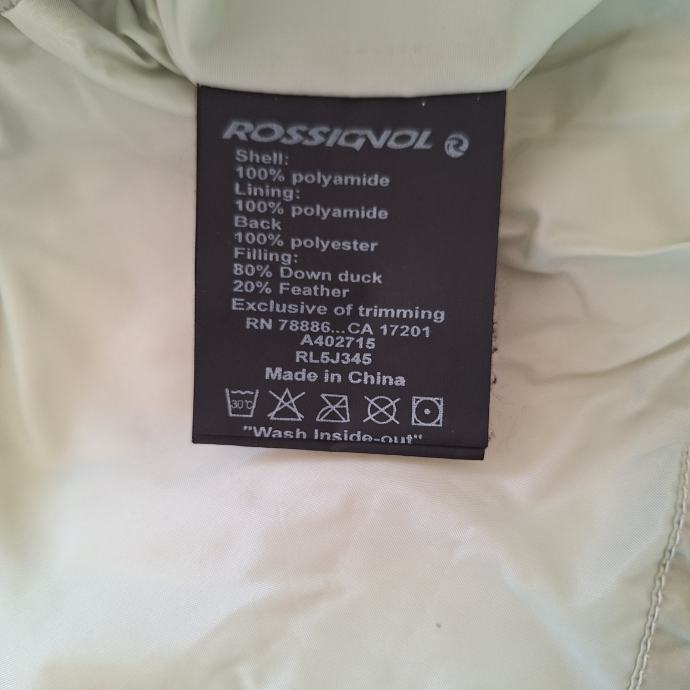 ROSSIGNOL R
Shell:
100% polyamide
Lining:
100% polyamide
Back
100% polyester
Filling:
80% Down duck
20% Feather
Exclusive of trimming
RN 78886...CA 17201
A402715
RL5J345
Made in China
30°C
"Wash Inside-out"